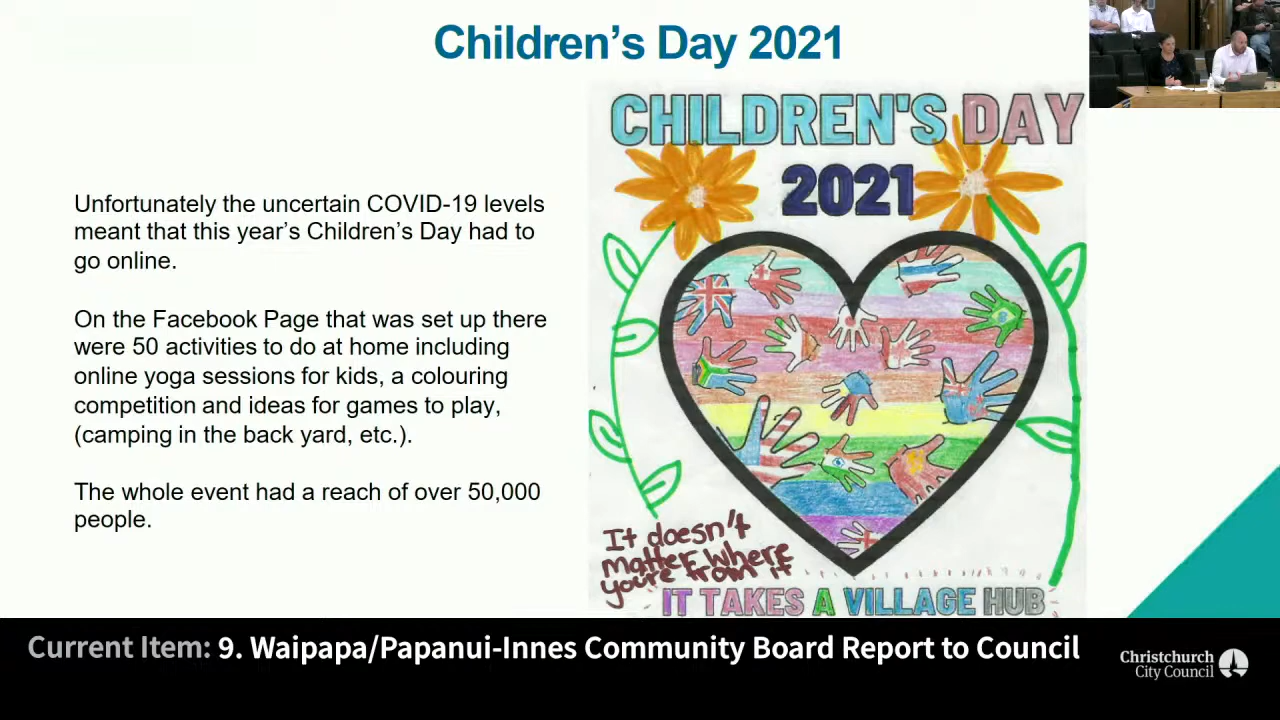 Children's Day 2021
Unfortunately the uncertain COVID-19 levels
meant that this year's Children's Day had to
go online.
On the Facebook Page that was set up there
were 50 activities to do at home including
online yoga sessions for kids, a colouring
competition and ideas for games to play,
(camping in the back yard, etc.).
The whole event had a reach of over 50,000
people.
CHILDREN'S DAY
2021
It doesn't
matter where
you're from it
IT TAKES A VILLAGE HUB
Current Item: 9. Waipapa/Papanui-Innes Community Board Report to Council
Christchurch
City Council